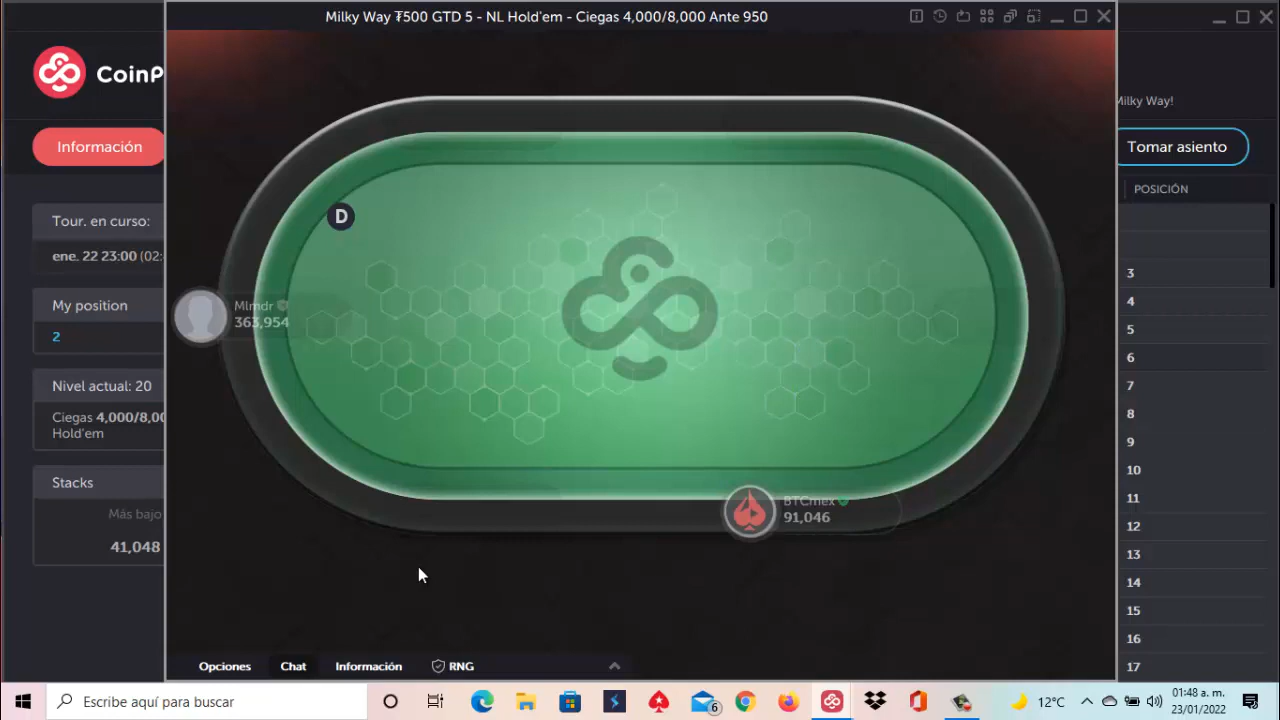 Milky Way ₮500 GTD 5 - NL Hold'em - Ciegas 4,000/8,000 Ante 950
CoinP
Milky Way!
Información
Tomar asiento
POSICIÓN
Tour. en curso:
ene. 22 23:00 (02:
My position
2
Nivel actual: 20
Ciegas 4,000/8,00
Hold'em
Stacks
Más bajo
41,048
D
Mlmdr
363,954
BTCmex
91,046
3
4
5
6
7
8
9
10
11
12
13
14
15
16
17
Opciones
Chat
Información
RNG
Escribe aquí para buscar
6
12°C
01:48 a. m.
23/01/2022